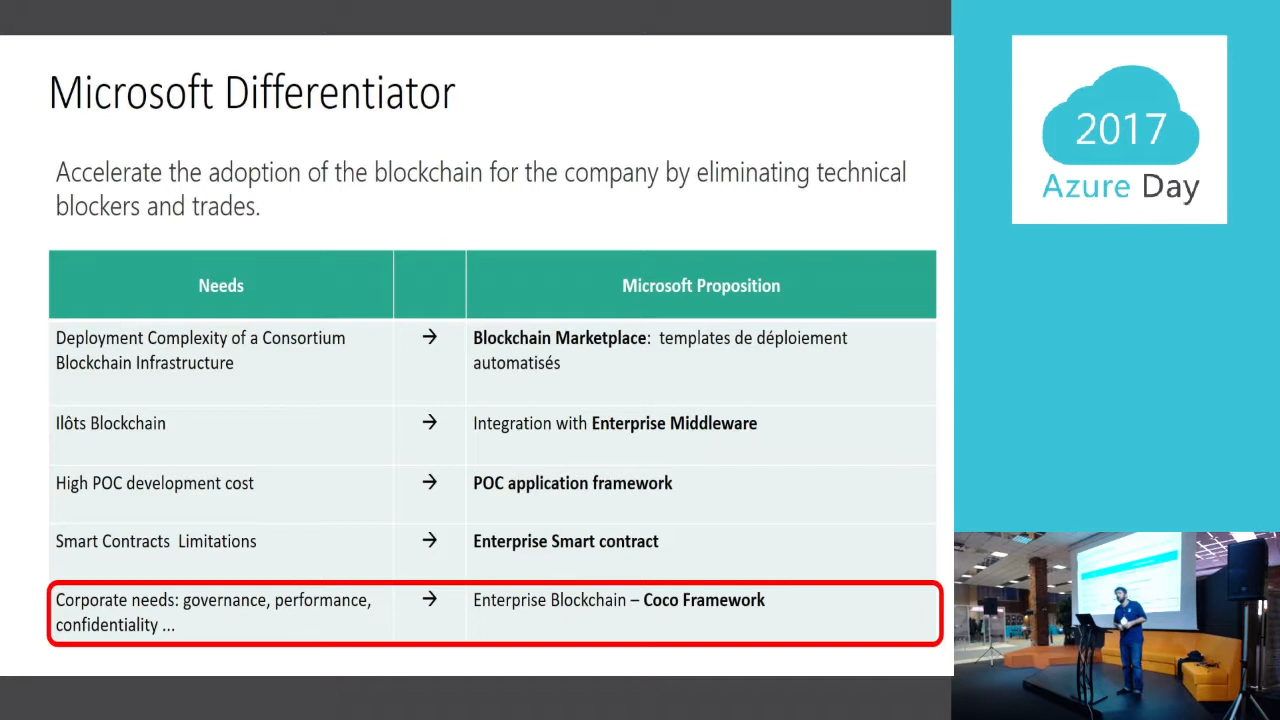 Microsoft Differentiator
Accelerate the adoption of the blockchain for the company by eliminating technical
blockers and trades.
Needs
Microsoft Proposition
Deployment Complexity of a Consortium
Blockchain Infrastructure
→
Blockchain Marketplace: templates de déploiement
automatisés
Ilôts Blockchain
→
Integration with Enterprise Middleware
High POC development cost
→
POC application framework
Smart Contracts Limitations
→
Enterprise Smart contract
Corporate needs: governance, performance,
confidentiality ...
→
Enterprise Blockchain – Coco Framework
2017
Azure Day